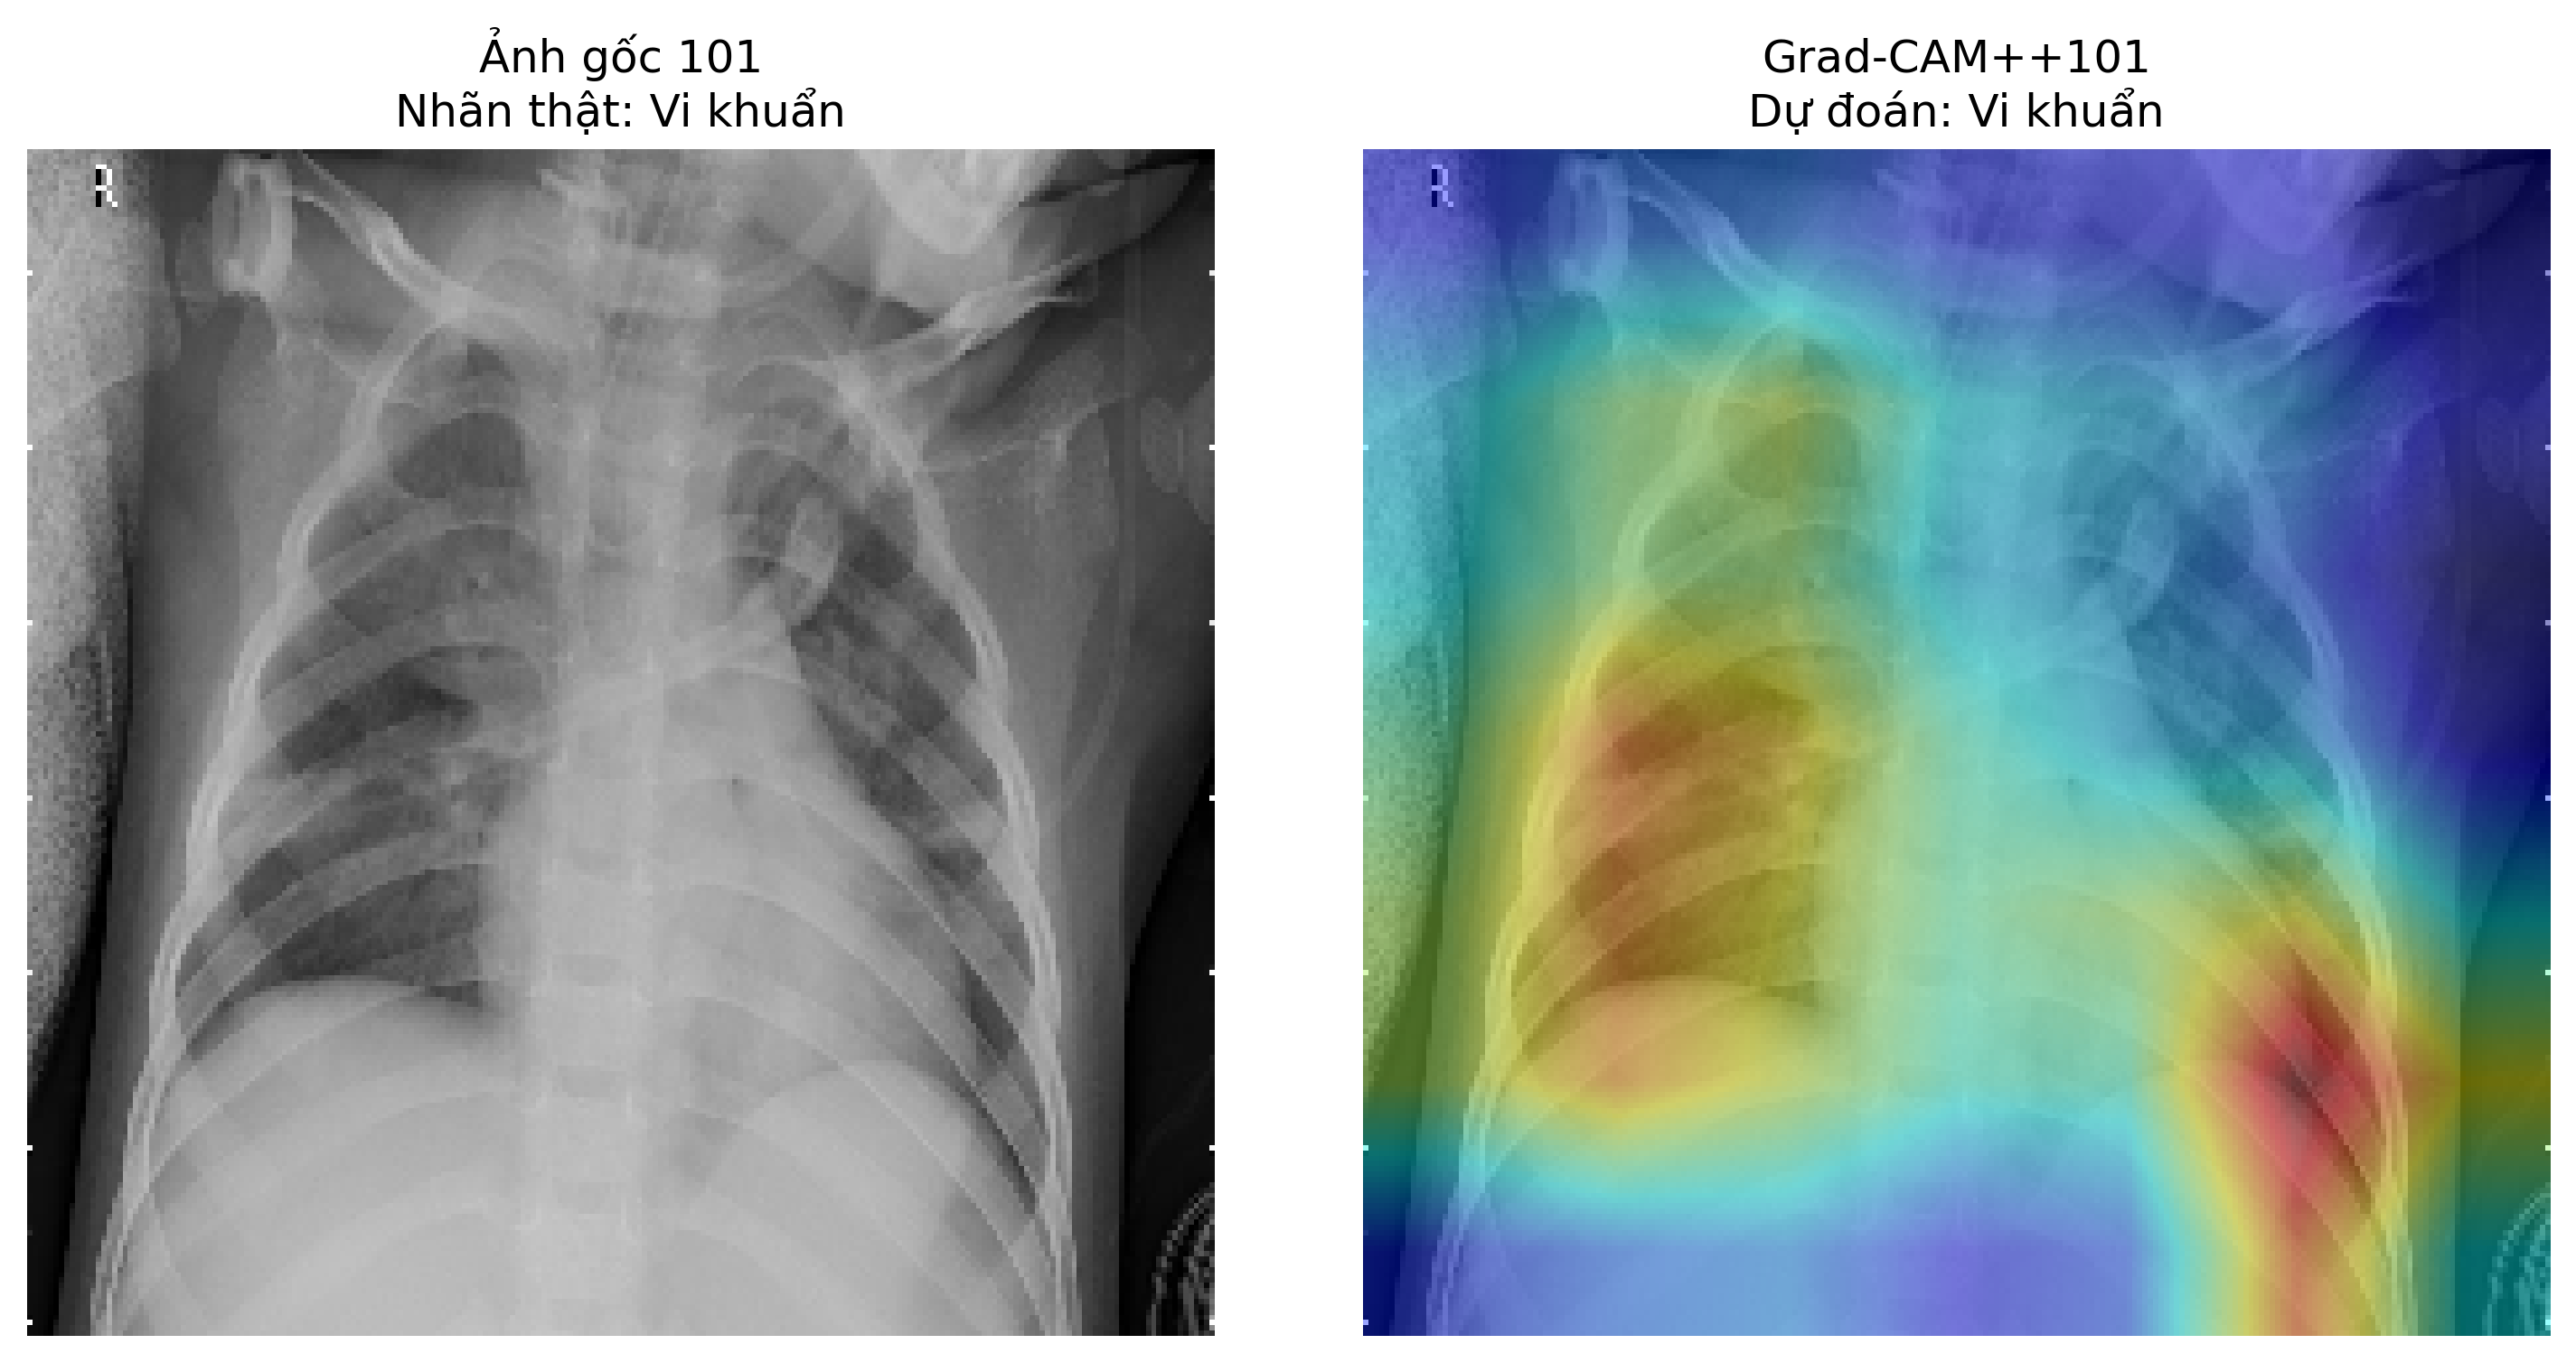 Ảnh gốc 101
Nhãn thật: Vi khuẩn
R
Grad-CAM++101
Dự đoán: Vi khuẩn
R